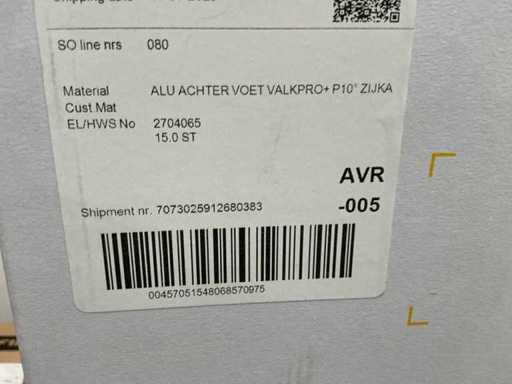 SO line nrs 080
Material ALU ACHTER VOET VALKPRO+ P10° ZIJKA
Cust Mat
EL/HWS No 2704065
15.0 ST
AVR
Shipment nr. 7073025912680383 -005
00457051548068570975